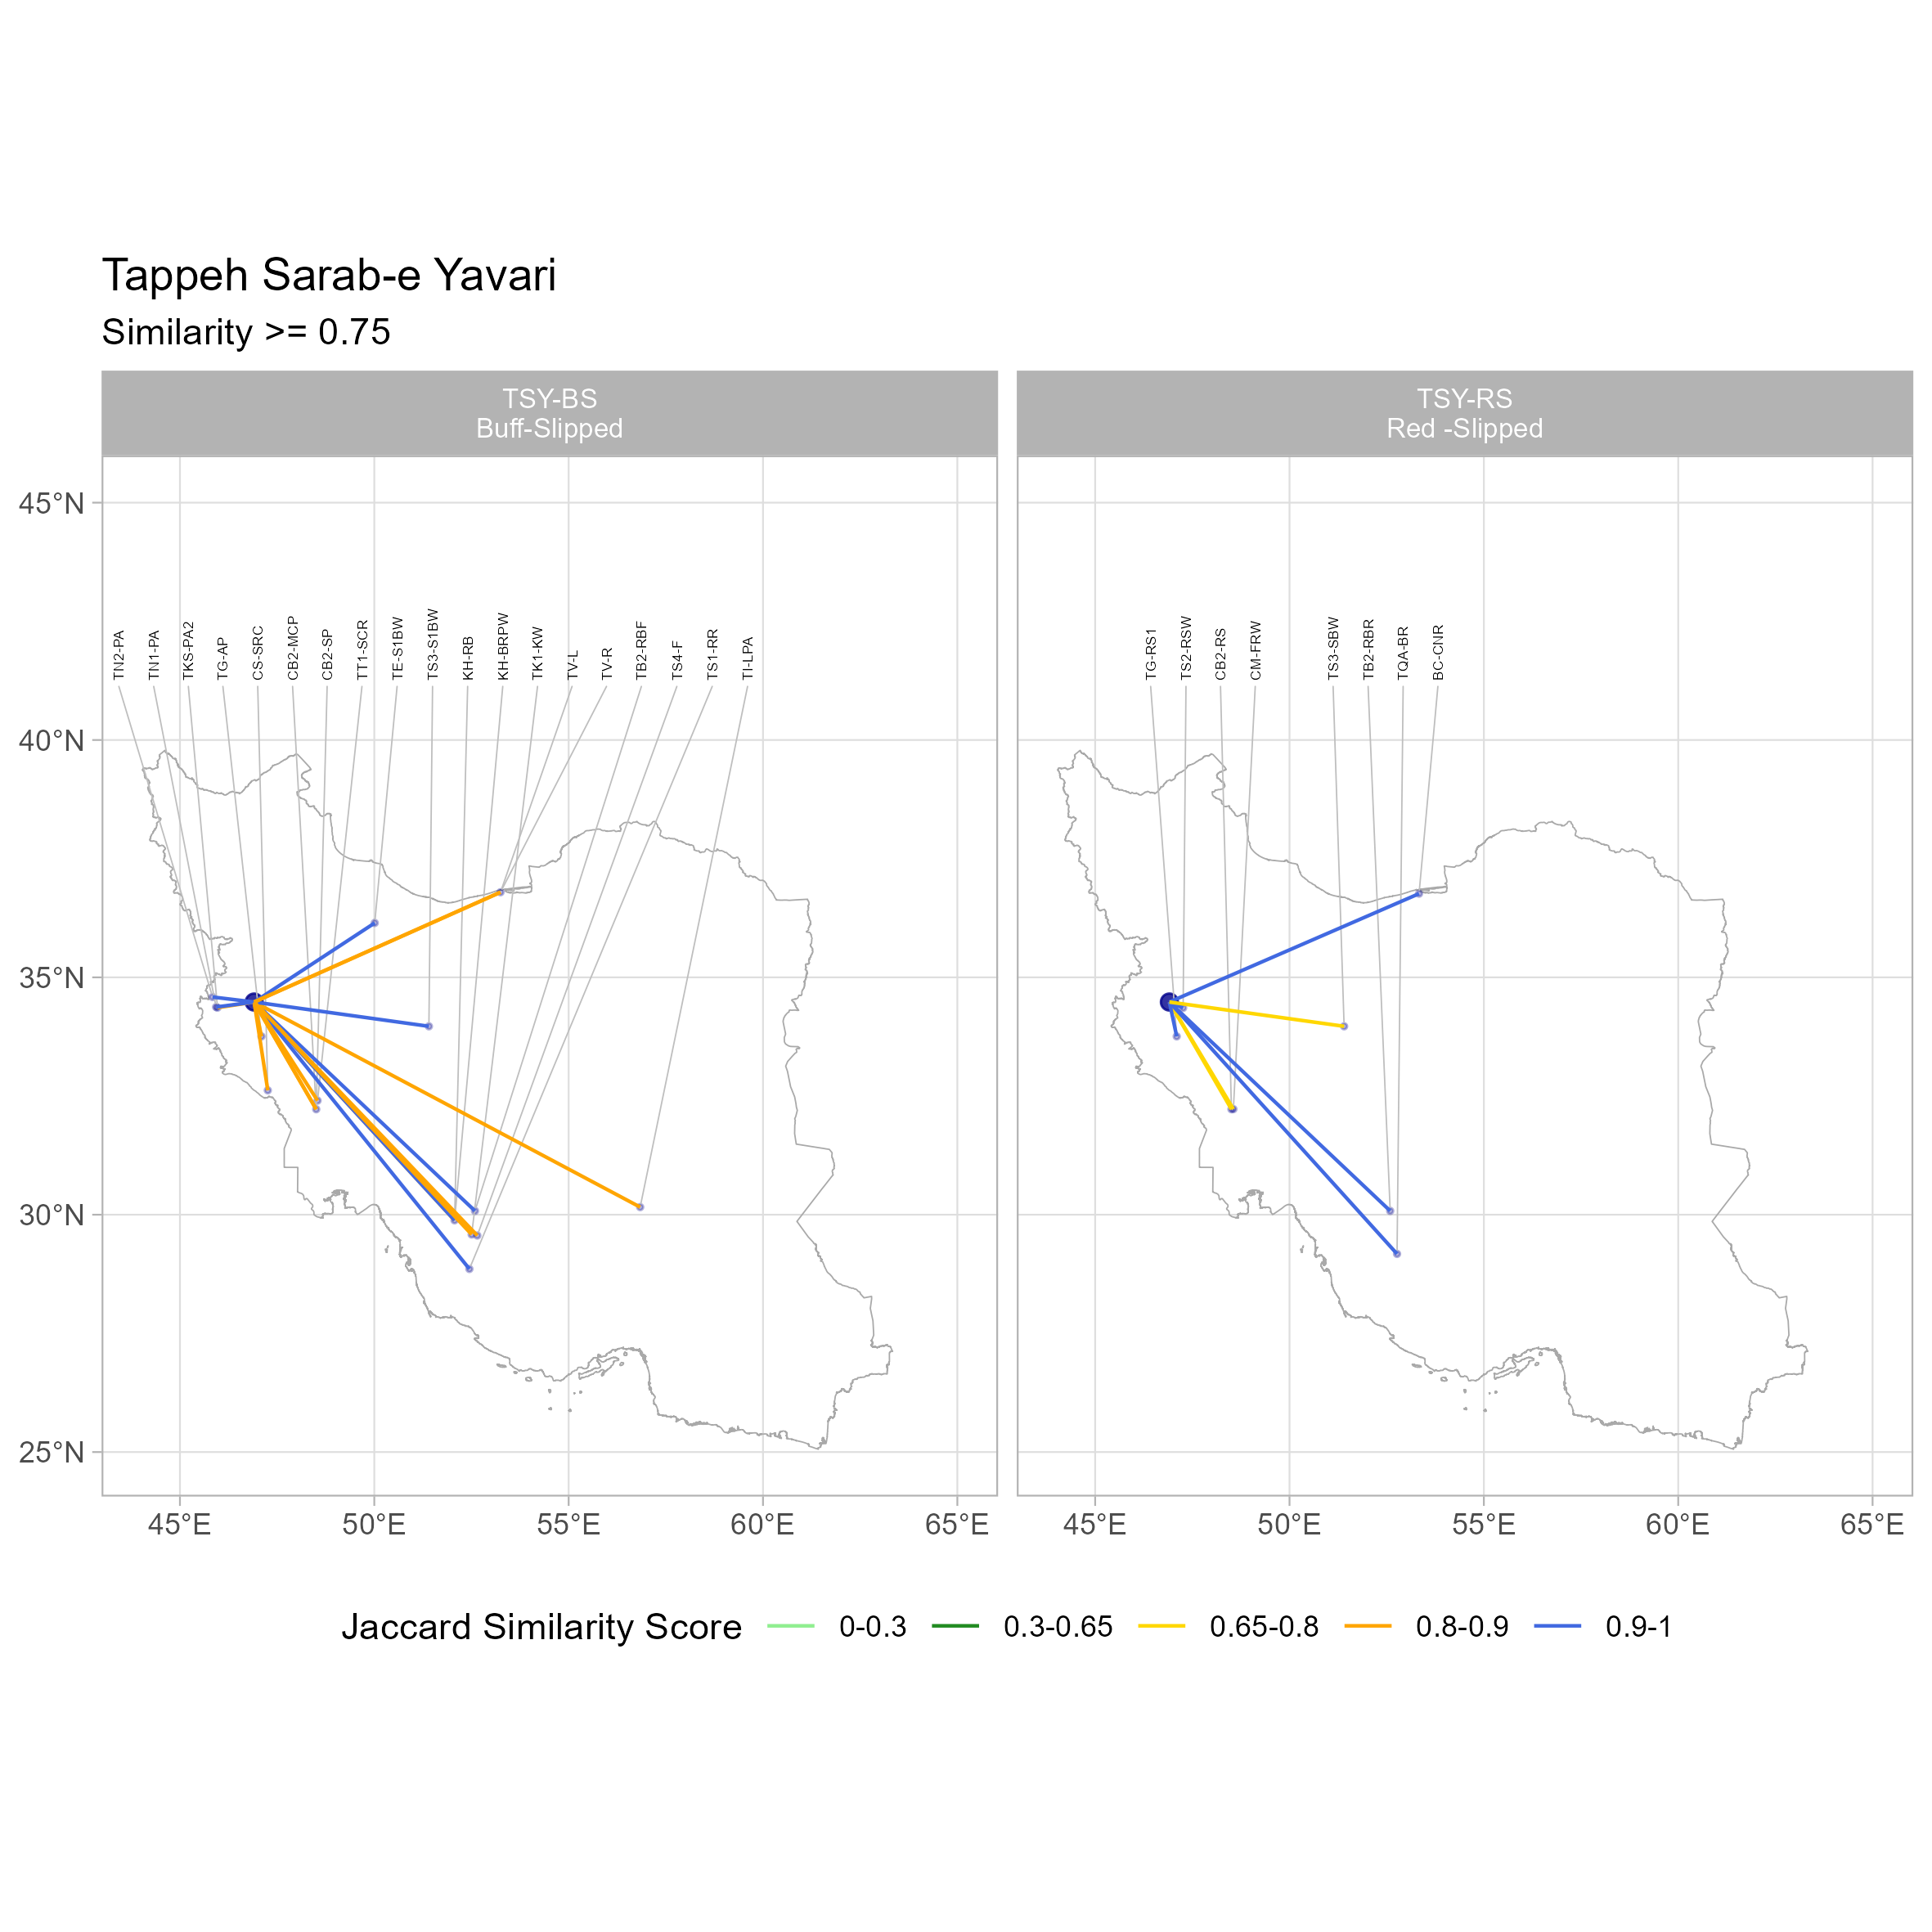 Tappeh Sarab-e Yavari
Similarity >= 0.75
TSY-BS
Buff-Slipped
TSY-RS
Red -Slipped
45°N
40°N
35°N
30°N
25°N
TN2-PA
TN1-PA
TKS-PA2
TG-AP
CS-SRC
CB2-MCP
CB2-SP
TT1-SCR
TE-S1BW
TS3-S1BW
KH-RB
KH-BRPW
TK1-KW
TV-L
TV-R
TB2-RBF
TS4-F
TS1-RR
TI-LPA
TG-RS1
TS2-RSW
CB2-RS
CM-FRW
TS3-SBW
TB2-RBR
TQA-BR
BC-CNR
45°E 50°E 55°E 60°E 65°E
45°E 50°E 55°E 60°E 65°E
Jaccard Similarity Score 0-0.3 0.3-0.65 0.65-0.8 0.8-0.9 0.9-1